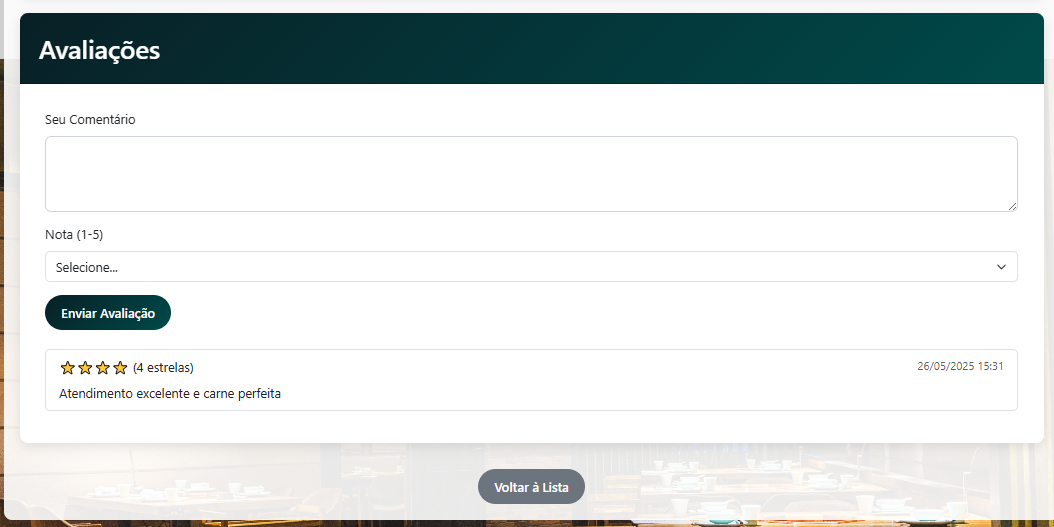 Avaliações
Seu Comentário
Nota (1-5)
Selecione...
Enviar Avaliação
(4 estrelas) 26/05/2025 15:31
Atendimento excelente e carne perfeita
Voltar à Lista